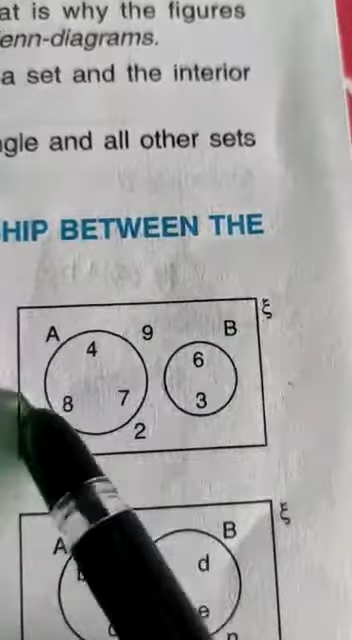 at is why the figures
enn-diagrams.
a set and the interior
gle and all other sets
HIP BETWEEN THE
ξ
A 9 B
4 6
8 7 3
2
ξ
A B
d
e